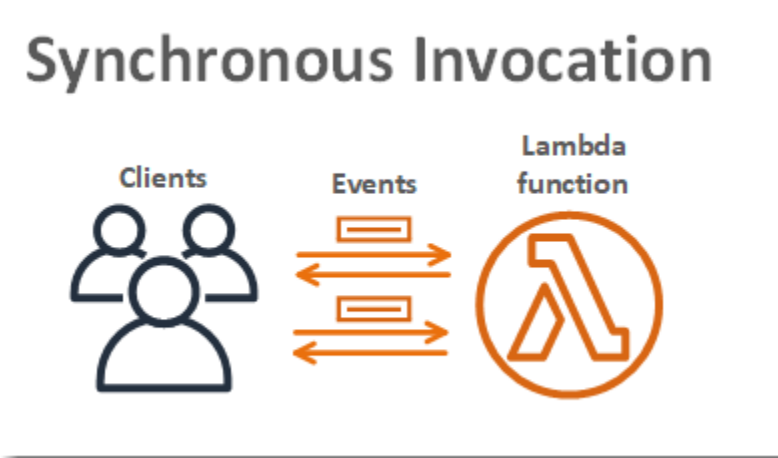 Synchronous Invocation
Clients
Events
Lambda
function